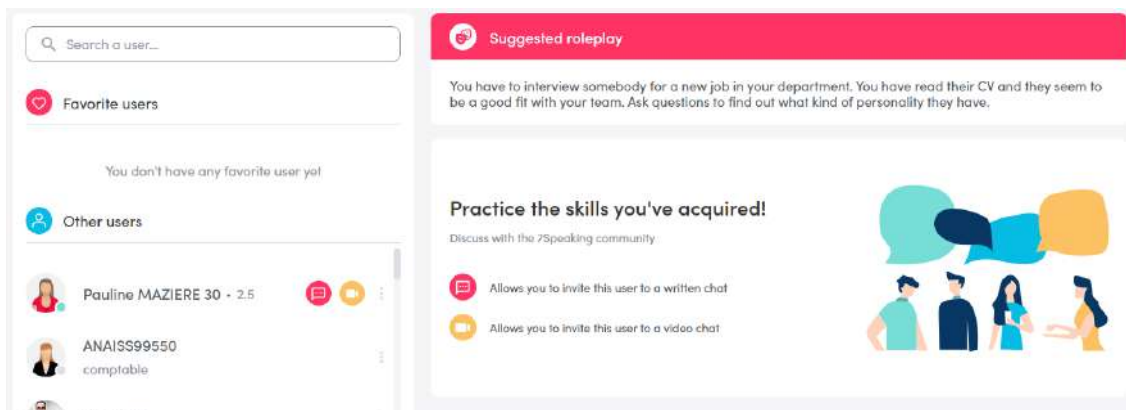 Search a user...
Favorite users
You don't have any favorite user yet
Other users
Pauline MAZIERE 30 • 2.5
ANAISS99550
comptable
Suggested roleplay
You have to interview somebody for a new job in your department. You have read their CV and they seem to
be a good fit with your team. Ask questions to find out what kind of personality they have.
Practice the skills you've acquired!
Discuss with the 7Speaking community
Allows you to invite this user to a written chat
Allows you to invite this user to a video chat